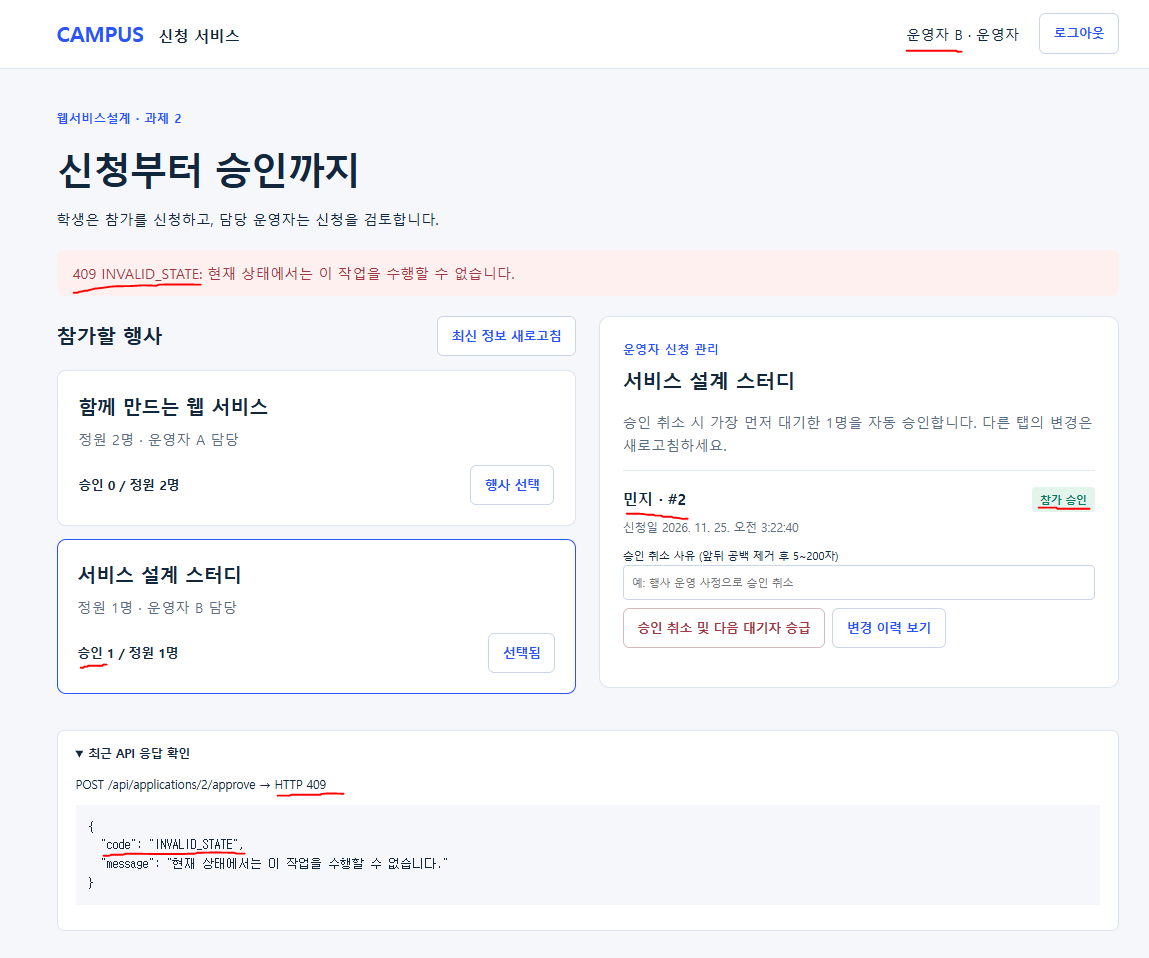 CAMPUS 신청 서비스
운영자 B · 운영자
로그아웃
웹서비스설계 · 과제 2
신청부터 승인까지
학생은 참가를 신청하고, 담당 운영자는 신청을 검토합니다.
409 INVALID_STATE: 현재 상태에서는 이 작업을 수행할 수 없습니다.
참가할 행사
최신 정보 새로고침
함께 만드는 웹 서비스
정원 2명 · 운영자 A 담당
승인 0 / 정원 2명
행사 선택
서비스 설계 스터디
정원 1명 · 운영자 B 담당
승인 1 / 정원 1명
선택됨
운영자 신청 관리
서비스 설계 스터디
승인 취소 시 가장 먼저 대기한 1명을 자동 승인합니다. 다른 탭의 변경은
새로고침하세요.
민지 · #2
참가 승인
신청일 2026. 11. 25. 오전 3:22:40
승인 취소 사유 (앞뒤 공백 제거 후 5~200자)
예: 행사 운영 사정으로 승인 취소
승인 취소 및 다음 대기자 승급
변경 이력 보기
▼ 최근 API 응답 확인
POST /api/applications/2/approve → HTTP 409
{
"code": "INVALID_STATE",
"message": "현재 상태에서는 이 작업을 수행할 수 없습니다."
}